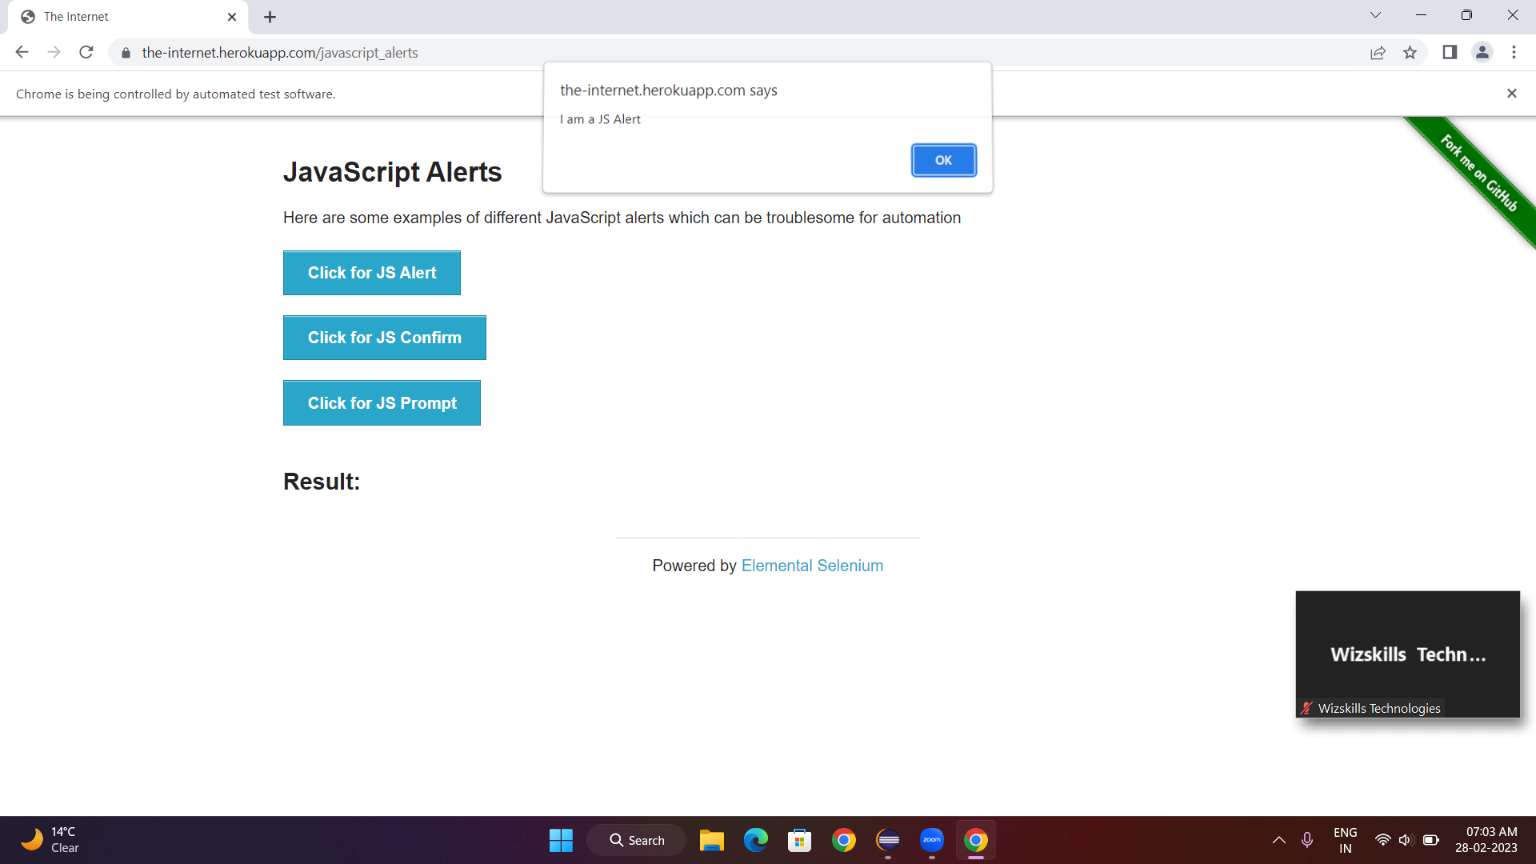 The Internet
the-internet.herokuapp.com/javascript_alerts
Chrome is being controlled by automated test software.
the-internet.herokuapp.com says
I am a JS Alert
OK
Fork me on GitHub
JavaScript Alerts
Here are some examples of different JavaScript alerts which can be troublesome for automation
Click for JS Alert
Click for JS Confirm
Click for JS Prompt
Result:
Powered by Elemental Selenium
Wizskills Techn...
Wizskills Technologies
14°C
Clear
Search
zoom
ENG
IN
07:03 AM
28-02-2023